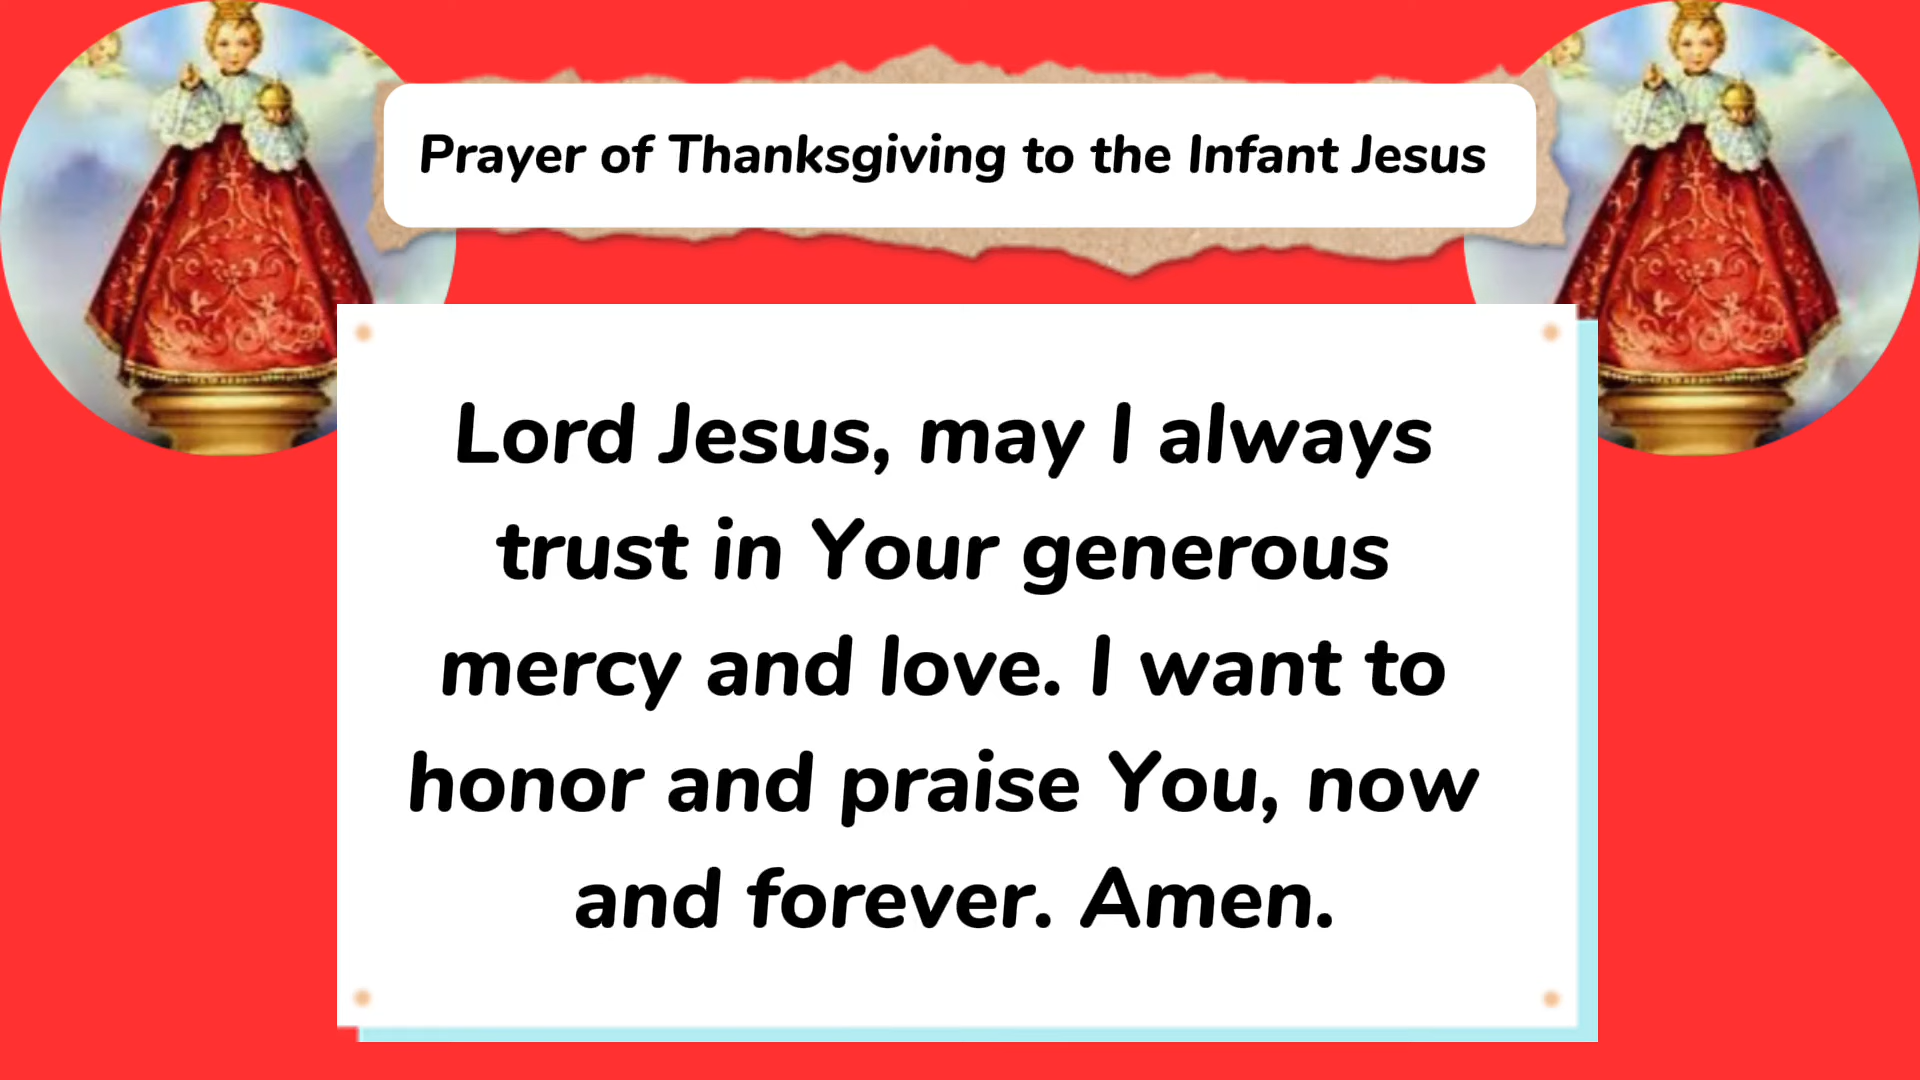 Prayer of Thanksgiving to the Infant Jesus
Lord Jesus, may I always
trust in Your generous
mercy and love. I want to
honor and praise You, now
and forever. Amen.